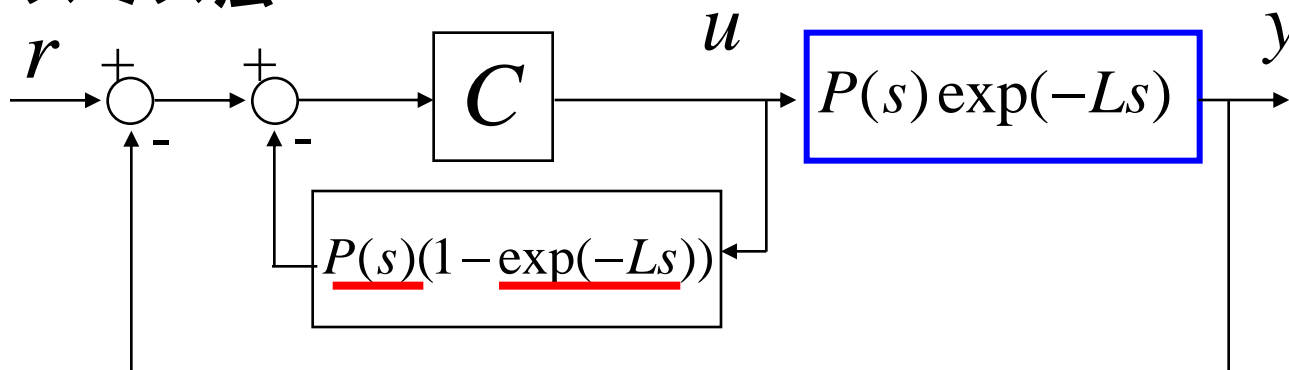 r
+
-
+
-
C
u
P(s) exp(−Ls)
y
P(s)(1−exp(−Ls))